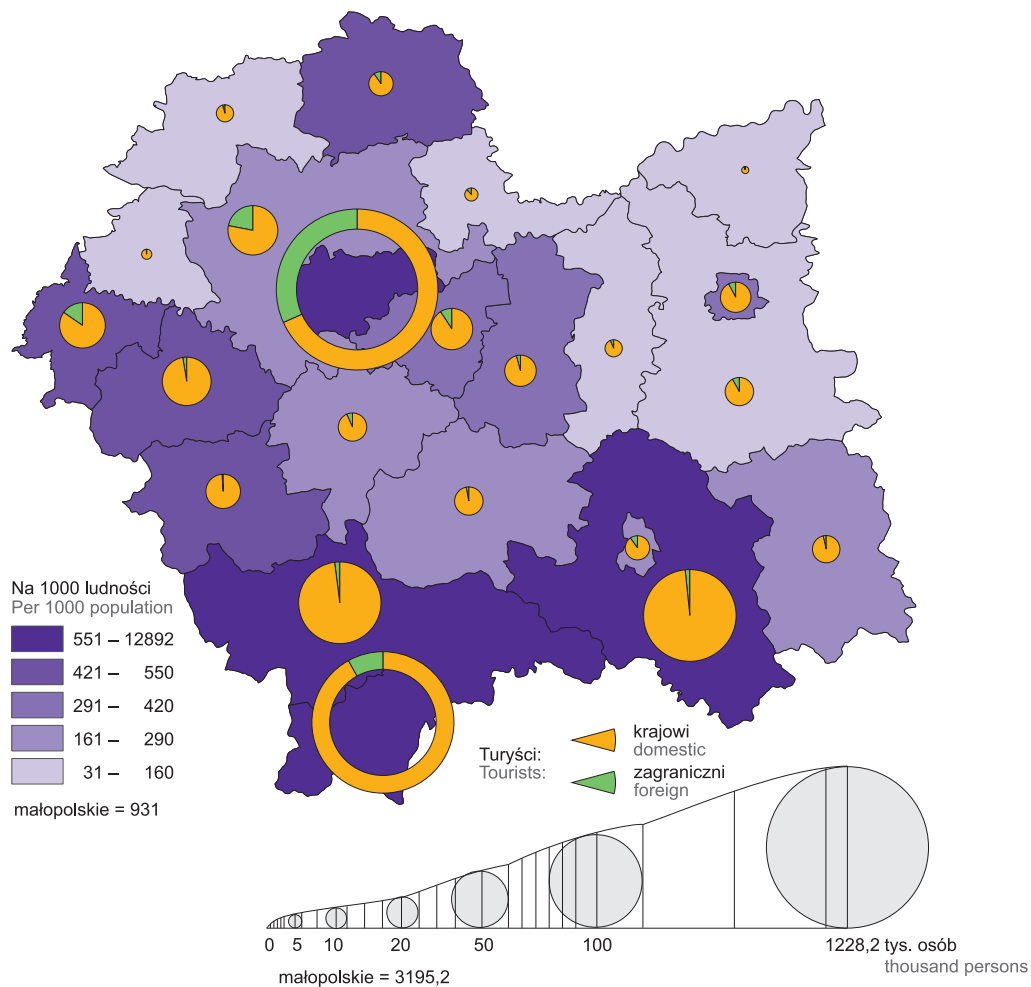 Na 1000 ludności
Per 1000 population
551 – 12892
421 – 550
291 – 420
161 – 290
31 – 160
małopolskie = 931
Turyści:
Tourists:
krajowi
domestic
zagraniczni
foreign
0 5 10 20 50 100 1228,2 tys. osób
thousand persons
małopolskie = 3195,2